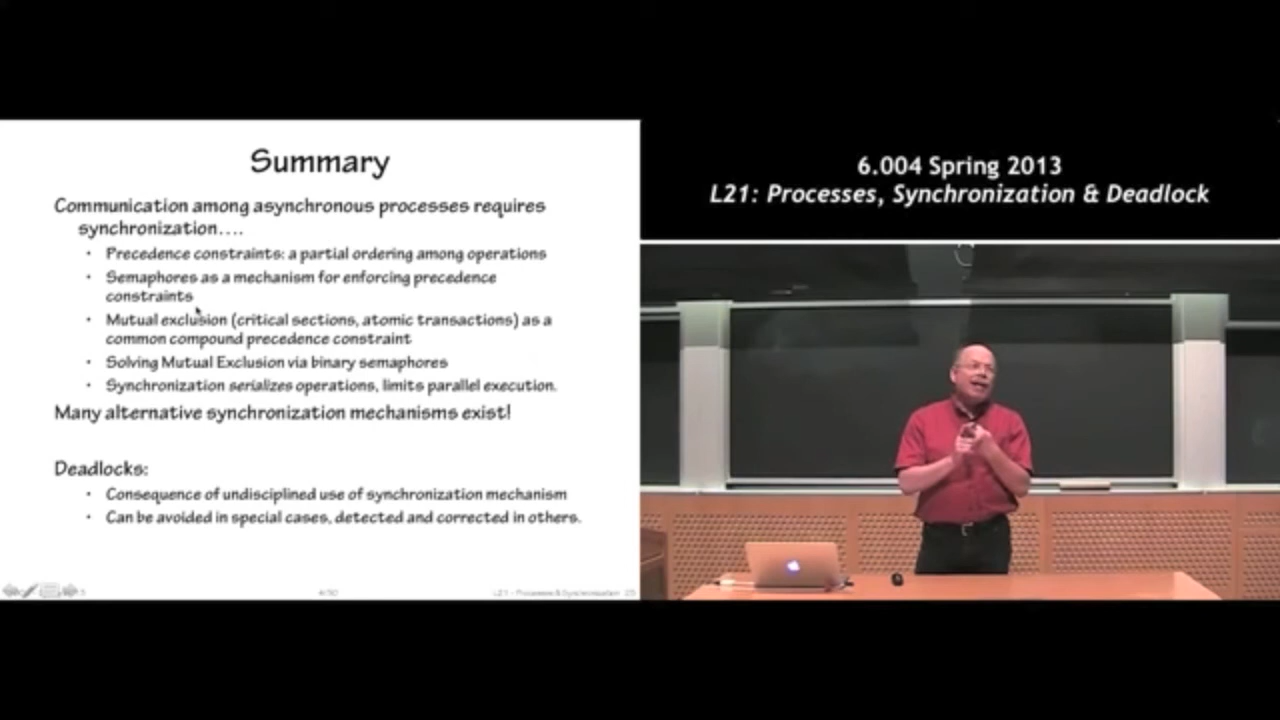 Summary
Communication among asynchronous processes requires
synchronization….
• Precedence constraints: a partial ordering among operations
• Semaphores as a mechanism for enforcing precedence
constraints
• Mutual exclusion (critical sections, atomic transactions) as a
common compound precedence constraint
• Solving Mutual Exclusion via binary semaphores
• Synchronization serializes operations, limits parallel execution.
Many alternative synchronization mechanisms exist!
Deadlocks:
• Consequence of undisciplined use of synchronization mechanism
• Can be avoided in special cases, detected and corrected in others.
L21 - Processes & Synchronization
6.004 Spring 2013
L21: Processes, Synchronization & Deadlock